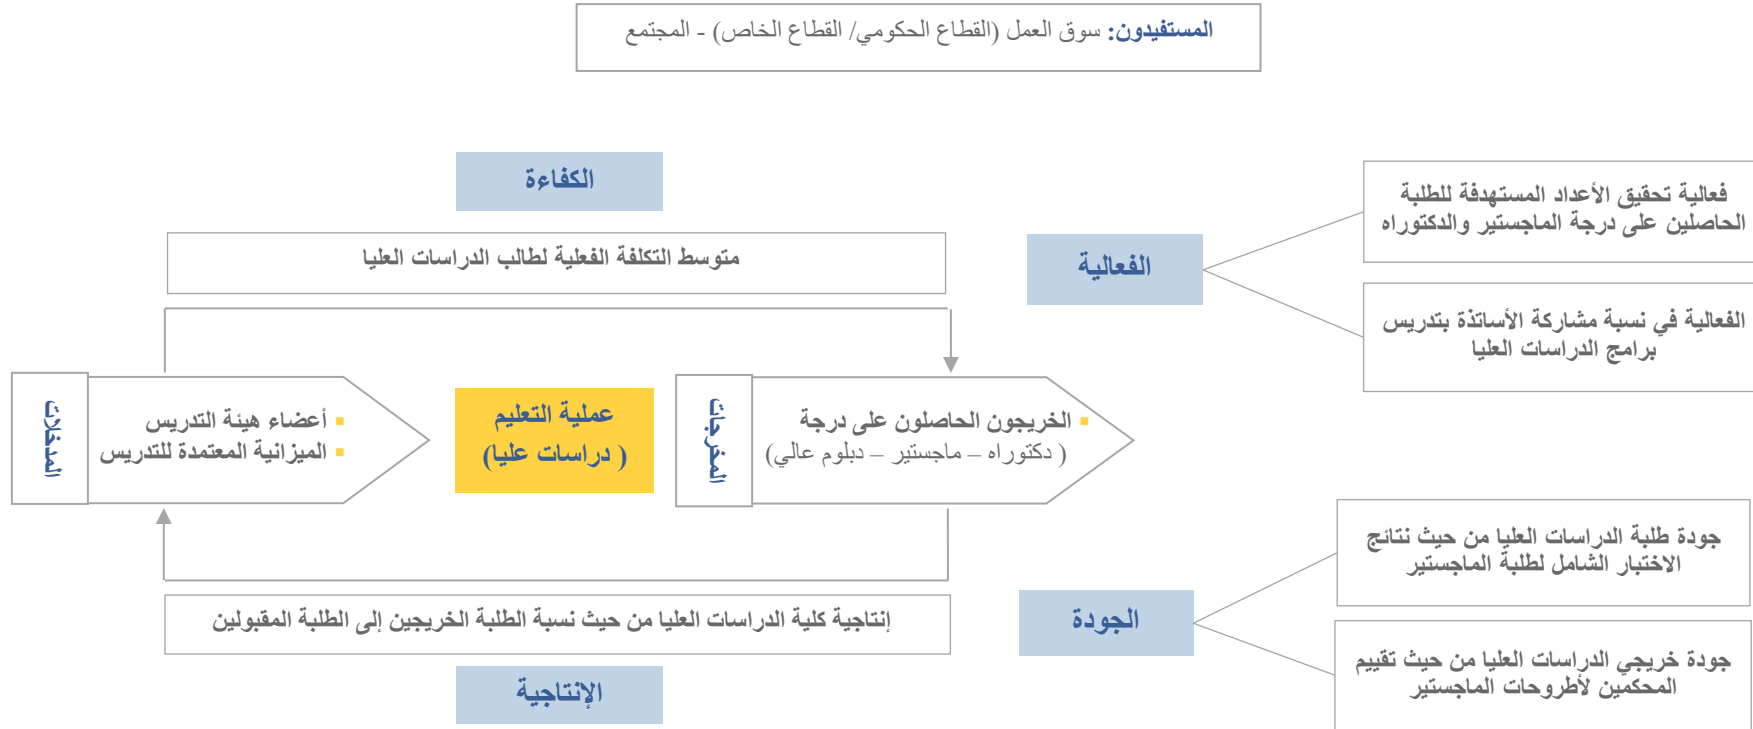 المستفيدون: سوق العمل (القطاع الحكومي/ القطاع الخاص) - المجتمع
الكفاءة
متوسط التكلفة الفعلية لطالب الدراسات العليا
الفعالية
فعالية تحقيق الأعداد المستهدفة للطلبة
الحاصلين على درجة الماجستير والدكتوراه
الفعالية في نسبة مشاركة الأساتذة بتدريس
برامج الدراسات العليا
المدخلات
▪ أعضاء هيئة التدريس
▪ الميزانية المعتمدة للتدريس
عملية التعليم
( دراسات عليا)
المخرجات
▪ الخريجون الحاصلون على درجة
( دكتوراه – ماجستير – دبلوم عالي)
إنتاجية كلية الدراسات العليا من حيث نسبة الطلبة الخريجين إلى الطلبة المقبولين
الإنتاجية
الجودة
جودة طلبة الدراسات العليا من حيث نتائج
الاختبار الشامل لطلبة الماجستير
جودة خريجي الدراسات العليا من حيث تقييم
المحكمين لأطروحات الماجستير